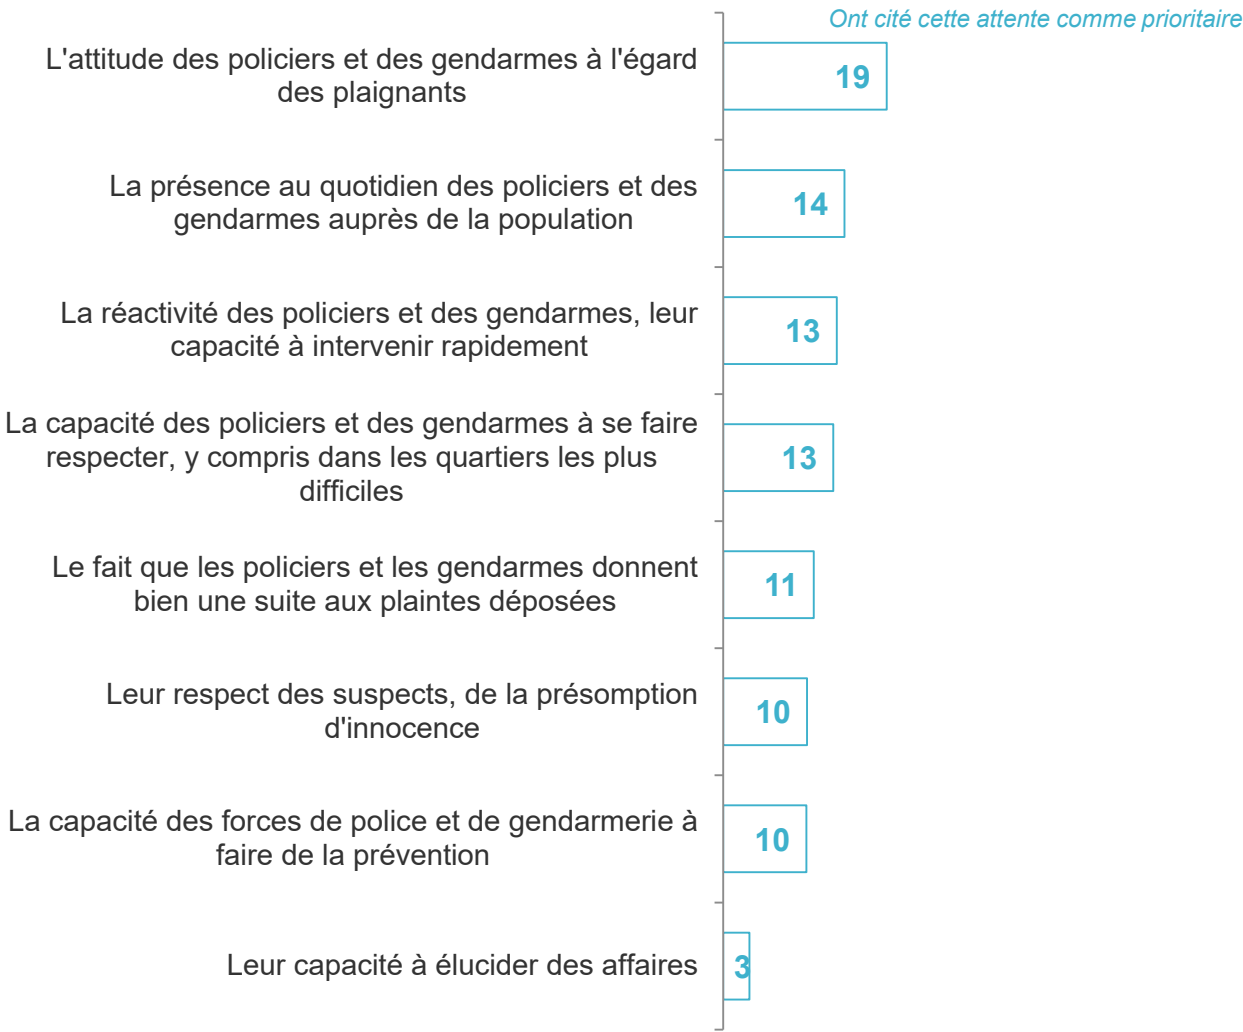 Ont cité cette attente comme prioritaire
L'attitude des policiers et des gendarmes à l'égard
des plaignants
19
La présence au quotidien des policiers et des
gendarmes auprès de la population
14
La réactivité des policiers et des gendarmes, leur
capacité à intervenir rapidement
13
La capacité des policiers et des gendarmes à se faire
respecter, y compris dans les quartiers les plus
difficiles
13
Le fait que les policiers et les gendarmes donnent
bien une suite aux plaintes déposées
11
Leur respect des suspects, de la présomption
d'innocence
10
La capacité des forces de police et de gendarmerie à
faire de la prévention
10
Leur capacité à élucider des affaires
3